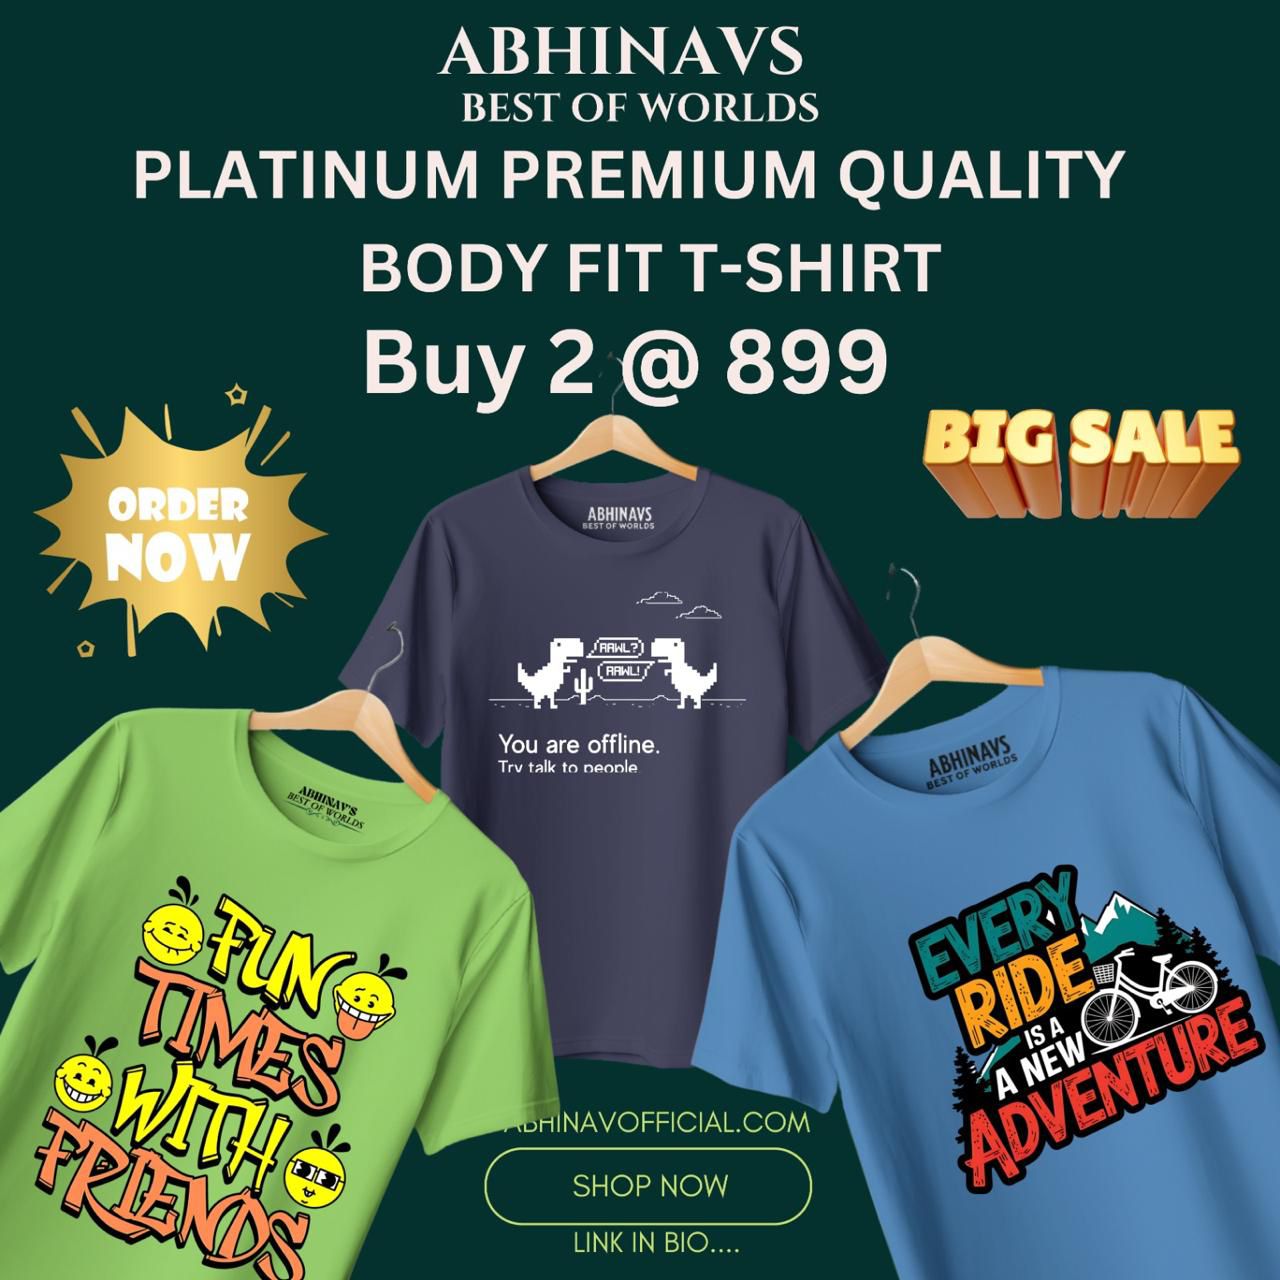 ABHINAVS
BEST OF WORLDS
PLATINUM PREMIUM QUALITY
BODY FIT T-SHIRT
Buy 2 @ 899
ORDER
NOW
BIG SALE
ABHINAVS
BEST OF WORLDS
RAWL?
RAWL!
You are offline.
Try talk to people.
ABHINAV'S
BEST OF WORLDS
FUN
TIMES
WITH
FRIENDS
ABHINAVS
BEST OF WORLDS
EVERY
RIDE
IS A
A NEW
ADVENTURE
ABHINAVOFFICIAL.COM
SHOP NOW
LINK IN BIO....